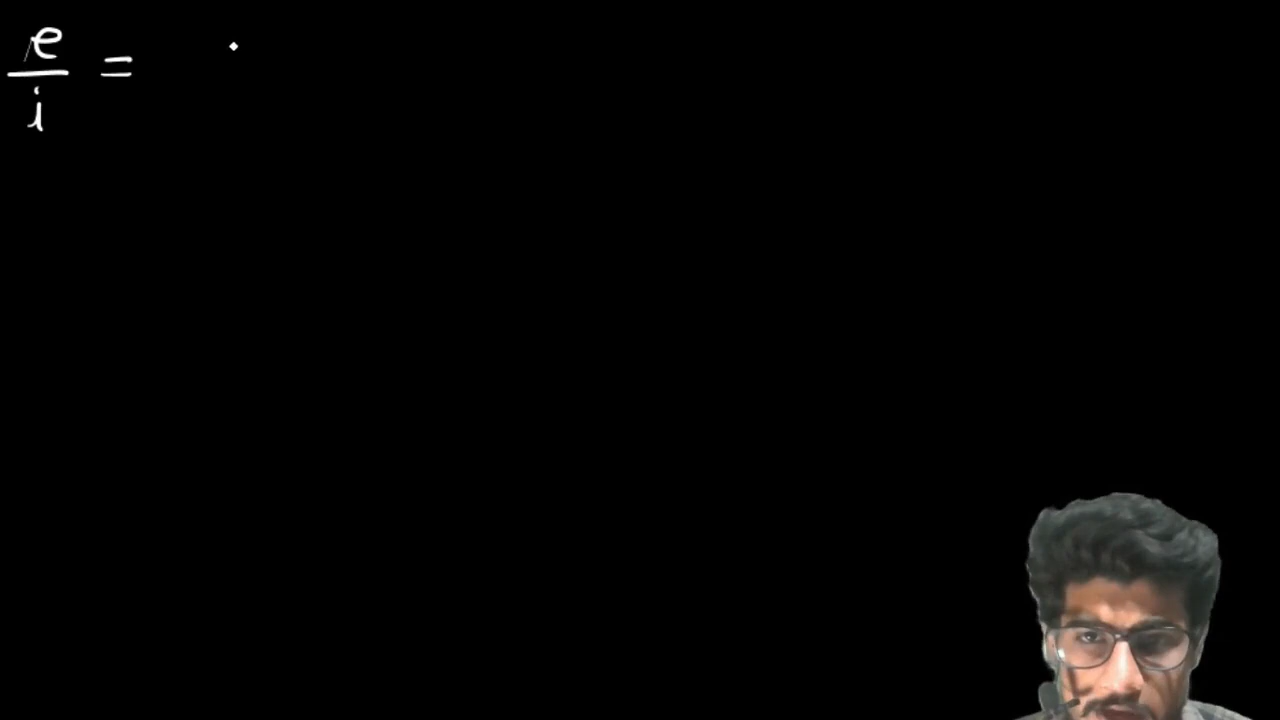 e/i =